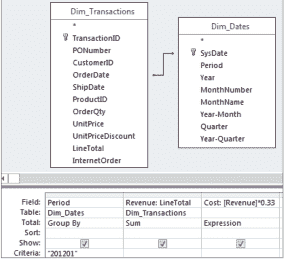 Dim_Transactions
*
TransactionID
PONumber
CustomerID
OrderDate
ShipDate
ProductID
OrderQty
UnitPrice
UnitPriceDiscount
LineTotal
InternetOrder
Dim_Dates
*
SysDate
Period
Year
MonthNumber
MonthName
Year-Month
Quarter
Year-Quarter
Field: Period Revenue: LineTotal Cost: [Revenue]*0.33
Table: Dim_Dates Dim_Transactions
Total: Group By Sum Expression
Sort:
Show:
Criteria: "201201"